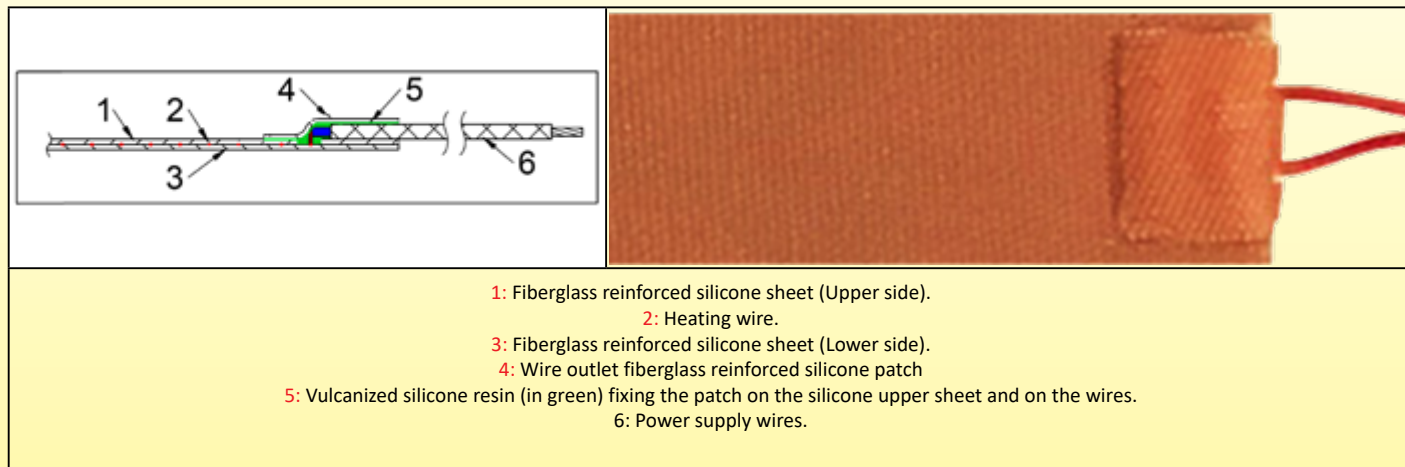 1
2
4
5
3
6
1: Fiberglass reinforced silicone sheet (Upper side).
2: Heating wire.
3: Fiberglass reinforced silicone sheet (Lower side).
4: Wire outlet fiberglass reinforced silicone patch
5: Vulcanized silicone resin (in green) fixing the patch on the silicone upper sheet and on the wires.
6: Power supply wires.